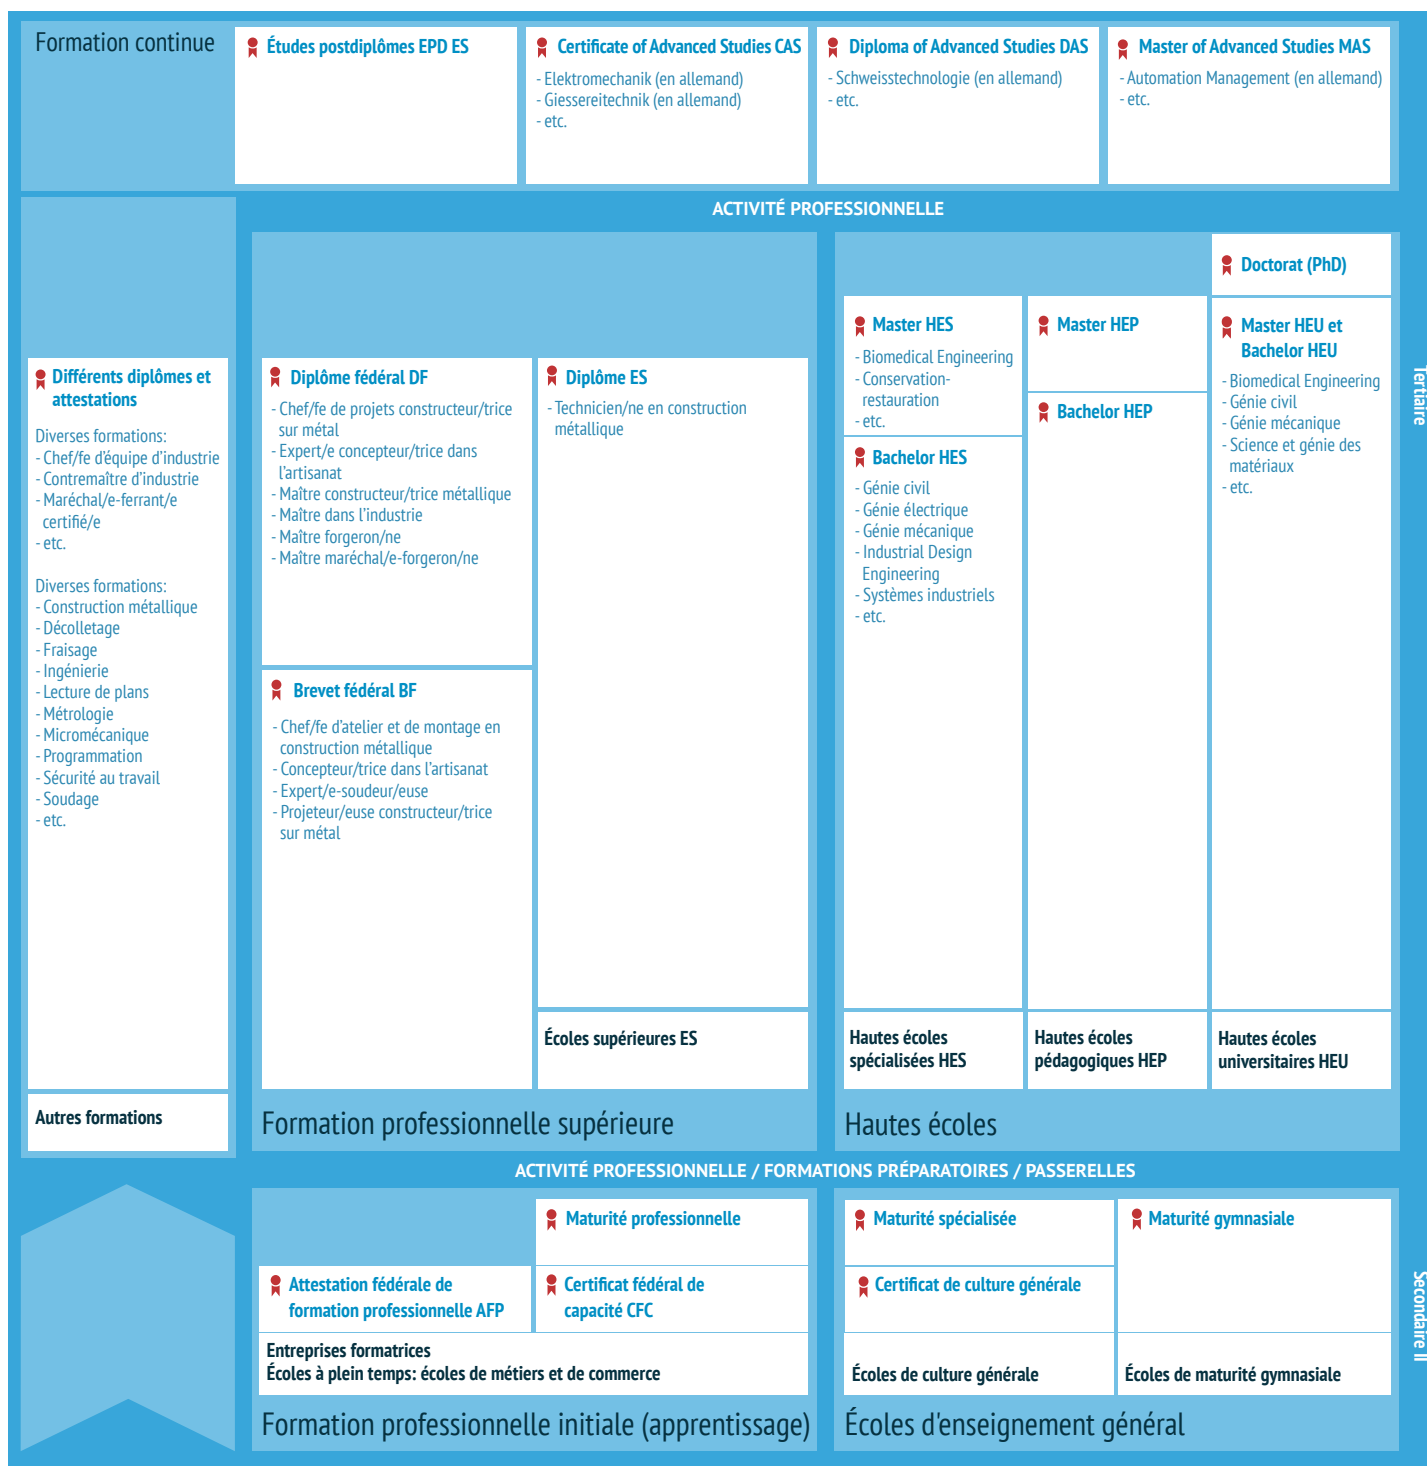 Formation continue
Études postdiplômes EPD ES
Certificate of Advanced Studies CAS
- Elektromechanik (en allemand)
- Giessereitechnik (en allemand)
- etc.
Diploma of Advanced Studies DAS
- Schweisstechnologie (en allemand)
- etc.
Master of Advanced Studies MAS
- Automation Management (en allemand)
- etc.
ACTIVITÉ PROFESSIONNELLE
Différents diplômes et
attestations
Diverses formations:
- Chef/fe d'équipe d'industrie
- Contremaître d'industrie
- Maréchal/e-ferrant/e
certifié/e
- etc.
Diverses formations:
- Construction métallique
- Décolletage
- Fraisage
- Ingénierie
- Lecture de plans
- Métrologie
- Micromécanique
- Programmation
- Sécurité au travail
- Soudage
- etc.
Autres formations
Diplôme fédéral DF
- Chef/fe de projets constructeur/trice
sur métal
- Expert/e concepteur/trice dans
l'artisanat
- Maître constructeur/trice métallique
- Maître dans l'industrie
- Maître forgeron/ne
- Maître maréchal/e-forgeron/ne
Brevet fédéral BF
- Chef/fe d'atelier et de montage en
construction métallique
- Concepteur/trice dans l'artisanat
- Expert/e-soudeur/euse
- Projeteur/euse constructeur/trice
sur métal
Diplôme ES
- Technicien/ne en construction
métallique
Écoles supérieures ES
Formation professionnelle supérieure
Master HES
- Biomedical Engineering
- Conservation-
restauration
- etc.
Bachelor HES
- Génie civil
- Génie électrique
- Génie mécanique
- Industrial Design
Engineering
- Systèmes industriels
- etc.
Hautes écoles
spécialisées HES
Master HEP
Bachelor HEP
Hautes écoles
pédagogiques HEP
Doctorat (PhD)
Master HEU et
Bachelor HEU
- Biomedical Engineering
- Génie civil
- Génie mécanique
- Science et génie des
matériaux
- etc.
Hautes écoles
universitaires HEU
Hautes écoles
Tertiaire
ACTIVITÉ PROFESSIONNELLE / FORMATIONS PRÉPARATOIRES / PASSERELLES
Maturité professionnelle
Attestation fédérale de
formation professionnelle AFP
Certificat fédéral de
capacité CFC
Entreprises formatrices
Écoles à plein temps: écoles de métiers et de commerce
Formation professionnelle initiale (apprentissage)
Maturité spécialisée
Certificat de culture générale
Écoles de culture générale
Maturité gymnasiale
Écoles de maturité gymnasiale
Écoles d'enseignement général
Secondaire II